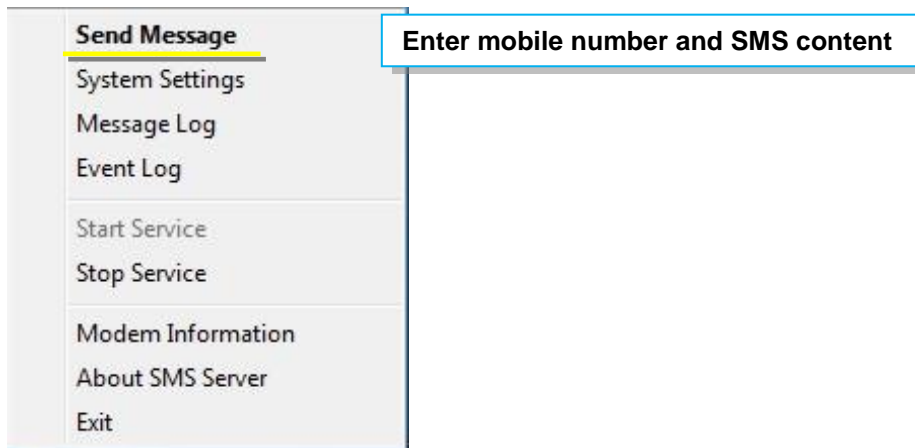 Send Message
Enter mobile number and SMS content
System Settings
Message Log
Event Log
Start Service
Stop Service
Modem Information
About SMS Server
Exit